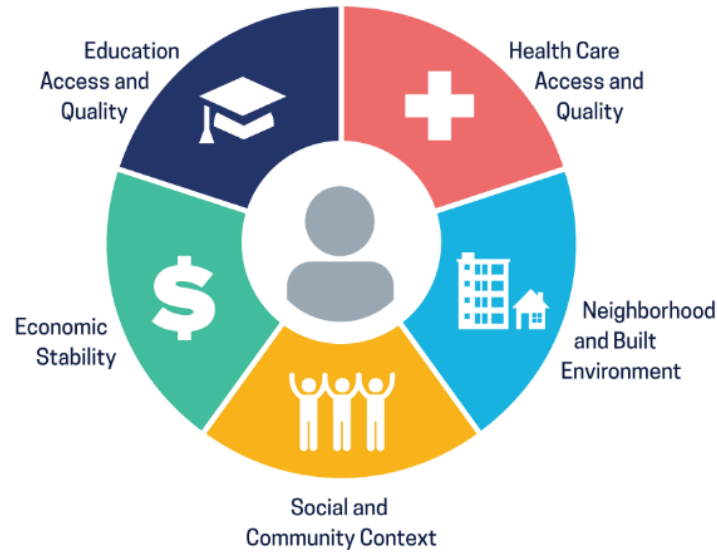 Education
Access and
Quality
Health Care
Access and
Quality
Economic
Stability
Neighborhood
and Built
Environment
Social and
Community Context